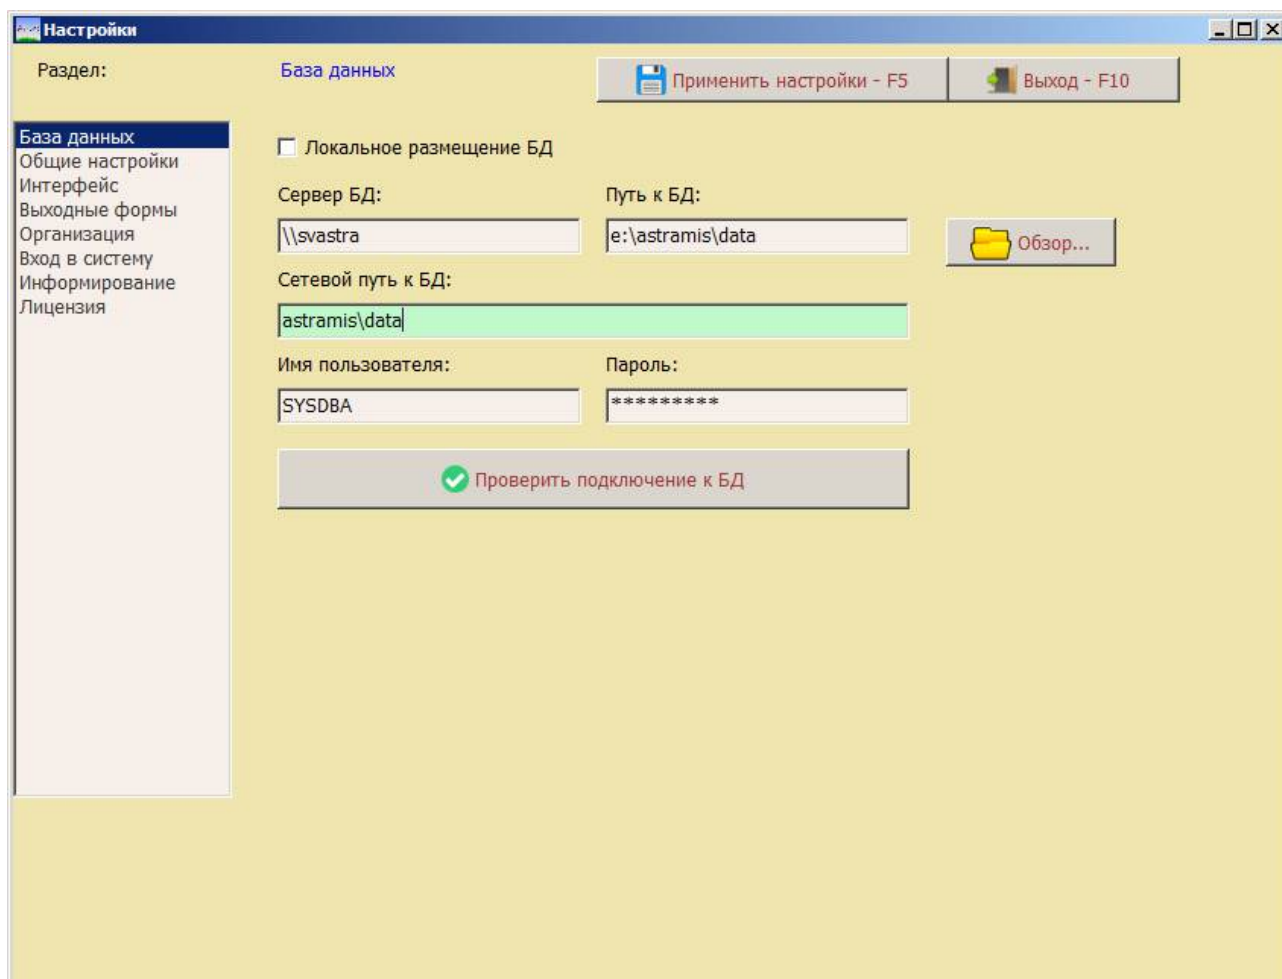 Настройки
Раздел:
База данных
Применить настройки - F5
Выход - F10
База данных
Общие настройки
Интерфейс
Выходные формы
Организация
Вход в систему
Информирование
Лицензия
Локальное размещение БД
Сервер БД:
Путь к БД:
\\svastra
e:\astramis\data
Обзор...
Сетевой путь к БД:
astramis\data
Имя пользователя:
Пароль:
SYSDBA
*********
Проверить подключение к БД